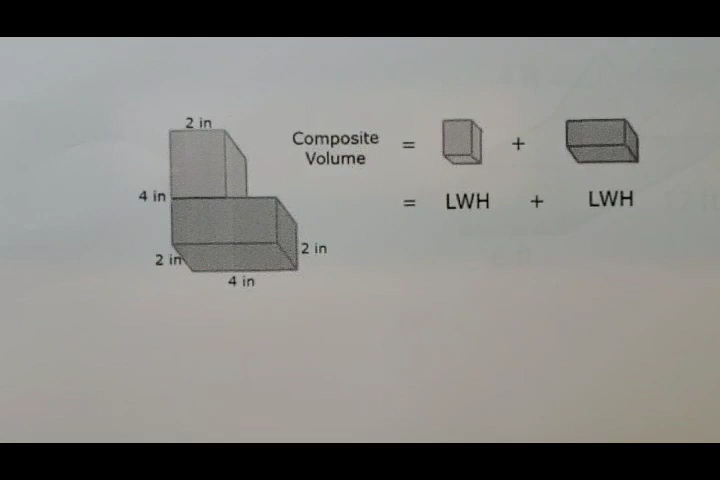 2 in
Composite = +
Volume
4 in
= LWH + LWH
2 in
2 in
4 in